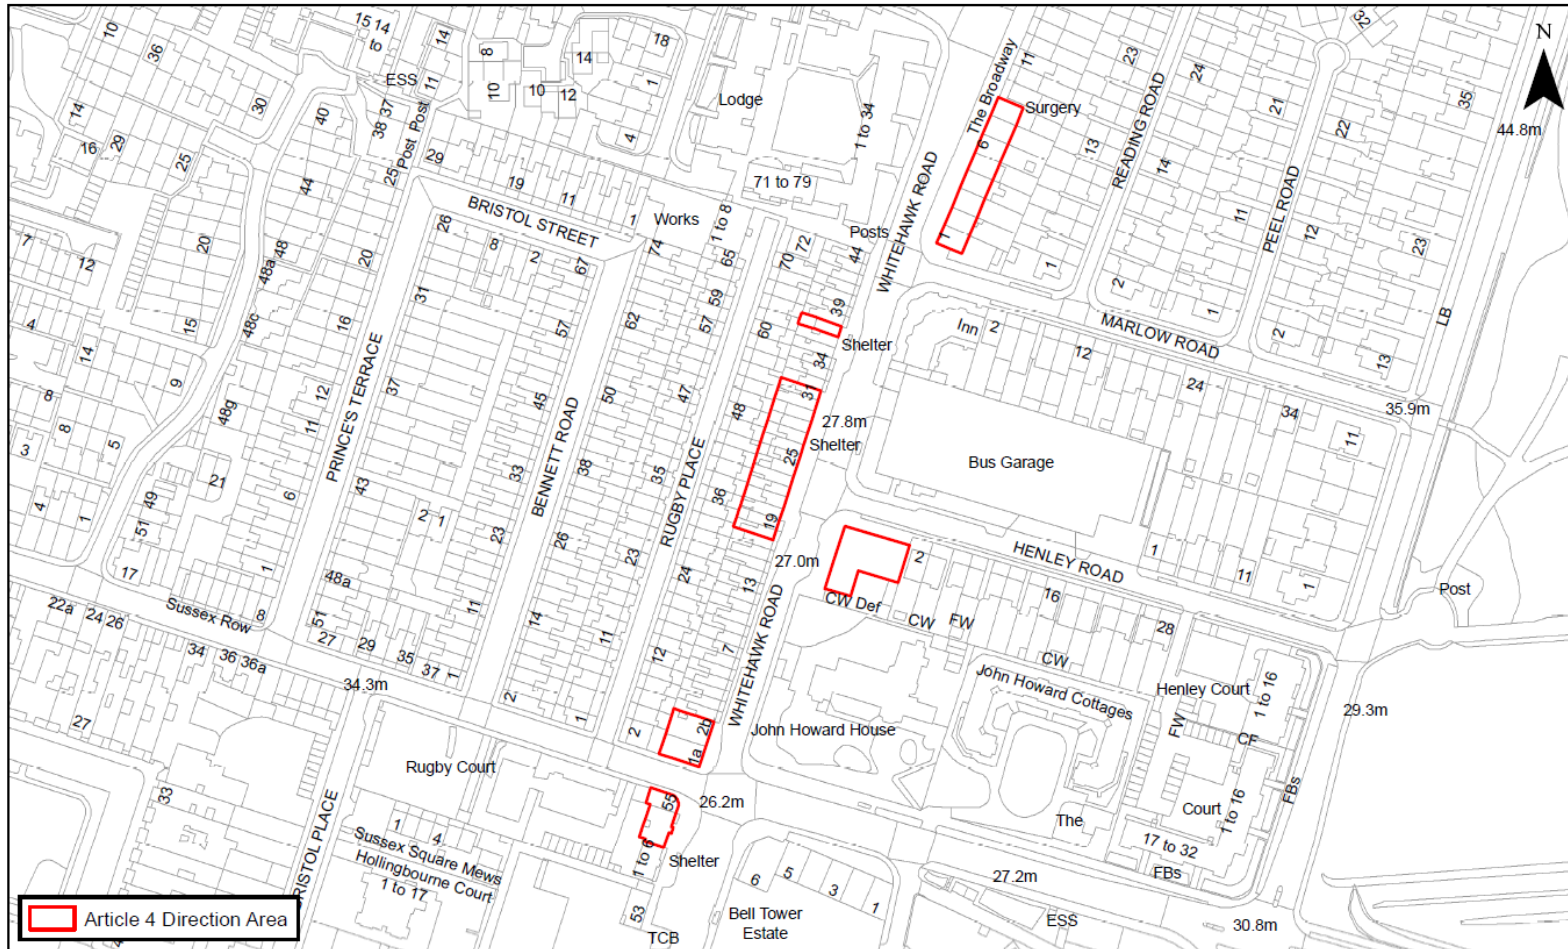 15 14
to
10
36
14
ESS
11
8
14
10
10
12
18
1
4
Lodge
1 to 34
The Broadway
11
Surgery
6
23
24
READING ROAD
13
14
32
21
22
35
N
44.8m
30
40
37
38
Post
Post
14
16
29
25
44
25
29
19
11
1
BRISTOL STREET
Works
71 to 79
1 to 8
Posts
WHITEHAWK ROAD
1
1
2
11
PEEL ROAD
12
23
7
12
20
48
48a
20
26
8
2
67
74
65
72
70
44
4
14
15
48c
16
31
57
62
59
57
60
39
Shelter
34
Inn
2
12
MARLOW ROAD
24
1
2
13
LB
34
35.9m
11
8
9
8
5
3
48g
12
11
PRINCES TERRACE
37
45
50
47
48
31
27.8m
Shelter
25
Bus Garage
4
1
49
51
21
6
43
2
1
33
BENNETT ROAD
38
35
RUGBY PLACE
36
19
23
26
23
24
27.0m
13
2
HENLEY ROAD
1
11
1
Post
17
1
8
48a
51
11
14
11
12
7
WHITEHAWK ROAD
CW Def
CW
FW
16
28
CW
22a
24
26
Sussex Row
34
36
36a
27
29
35
37
1
34.3m
2
1
2
2b
1a
John Howard House
John Howard Cottages
Henley Court
1 to 16
FW
CF
29.3m
27
33
Rugby Court
55
26.2m
The
Court
1 to 16
FBs
BRISTOL PLACE
1
4
Sussex Square Mews
Hollingbourne Court
1 to 17
1 to 6
Shelter
17 to 32
FBs
27.2m
6
5
3
1
53
TCB
Bell Tower
Estate
ESS
30.8m
Article 4 Direction Area